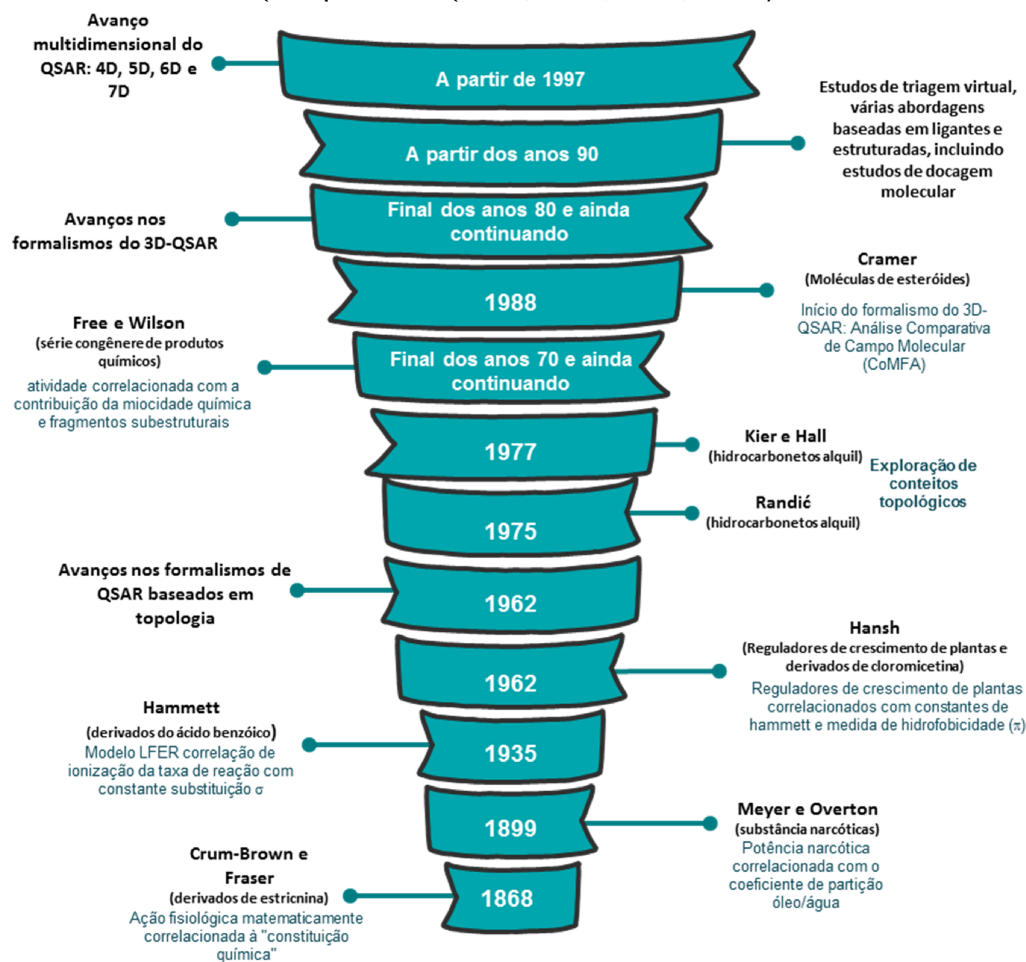 Avanço
multidimensional do
QSAR: 4D, 5D, 6D e
7D
A partir de 1997
A partir dos anos 90
Estudos de triagem virtual,
várias abordagens
baseadas em ligantes e
estruturadas, incluindo
estudos de docagem
molecular
Avanços nos
formalismos do 3D-QSAR
Final dos anos 80 e ainda
continuando
1988
Cramer
(Moléculas de esteróides)
Início do formalismo do 3D-
QSAR: Análise Comparativa
de Campo Molecular
(CoMFA)
Free e Wilson
(série congênere de produtos
químicos)
atividade correlacionada com a
contribuição da miocidade química
e fragmentos subestruturais
Final dos anos 70 e ainda
continuando
1977
Kier e Hall
(hidrocarbonetos alquil)
Exploração de
conteitos
topológicos
1975
Randić
(hidrocarbonetos alquil)
Avanços nos formalismos de
QSAR baseados em
topologia
1962
1962
Hansh
(Reguladores de crescimento de plantas e
derivados de cloromicetina)
Reguladores de crescimento de plantas
correlacionados com constantes de
hammett e medida de hidrofobicidade (π)
Hammett
(derivados do ácido benzóico)
Modelo LFER correlação de
ionização da taxa de reação com
constante substituição σ
1935
1899
Meyer e Overton
(substância narcóticas)
Potência narcótica
correlacionada com o
coeficiente de partição
óleo/água
Crum-Brown e
Fraser
(derivados de estricnina)
Ação fisiológica matematicamente
correlacionada à "constituição
química"
1868